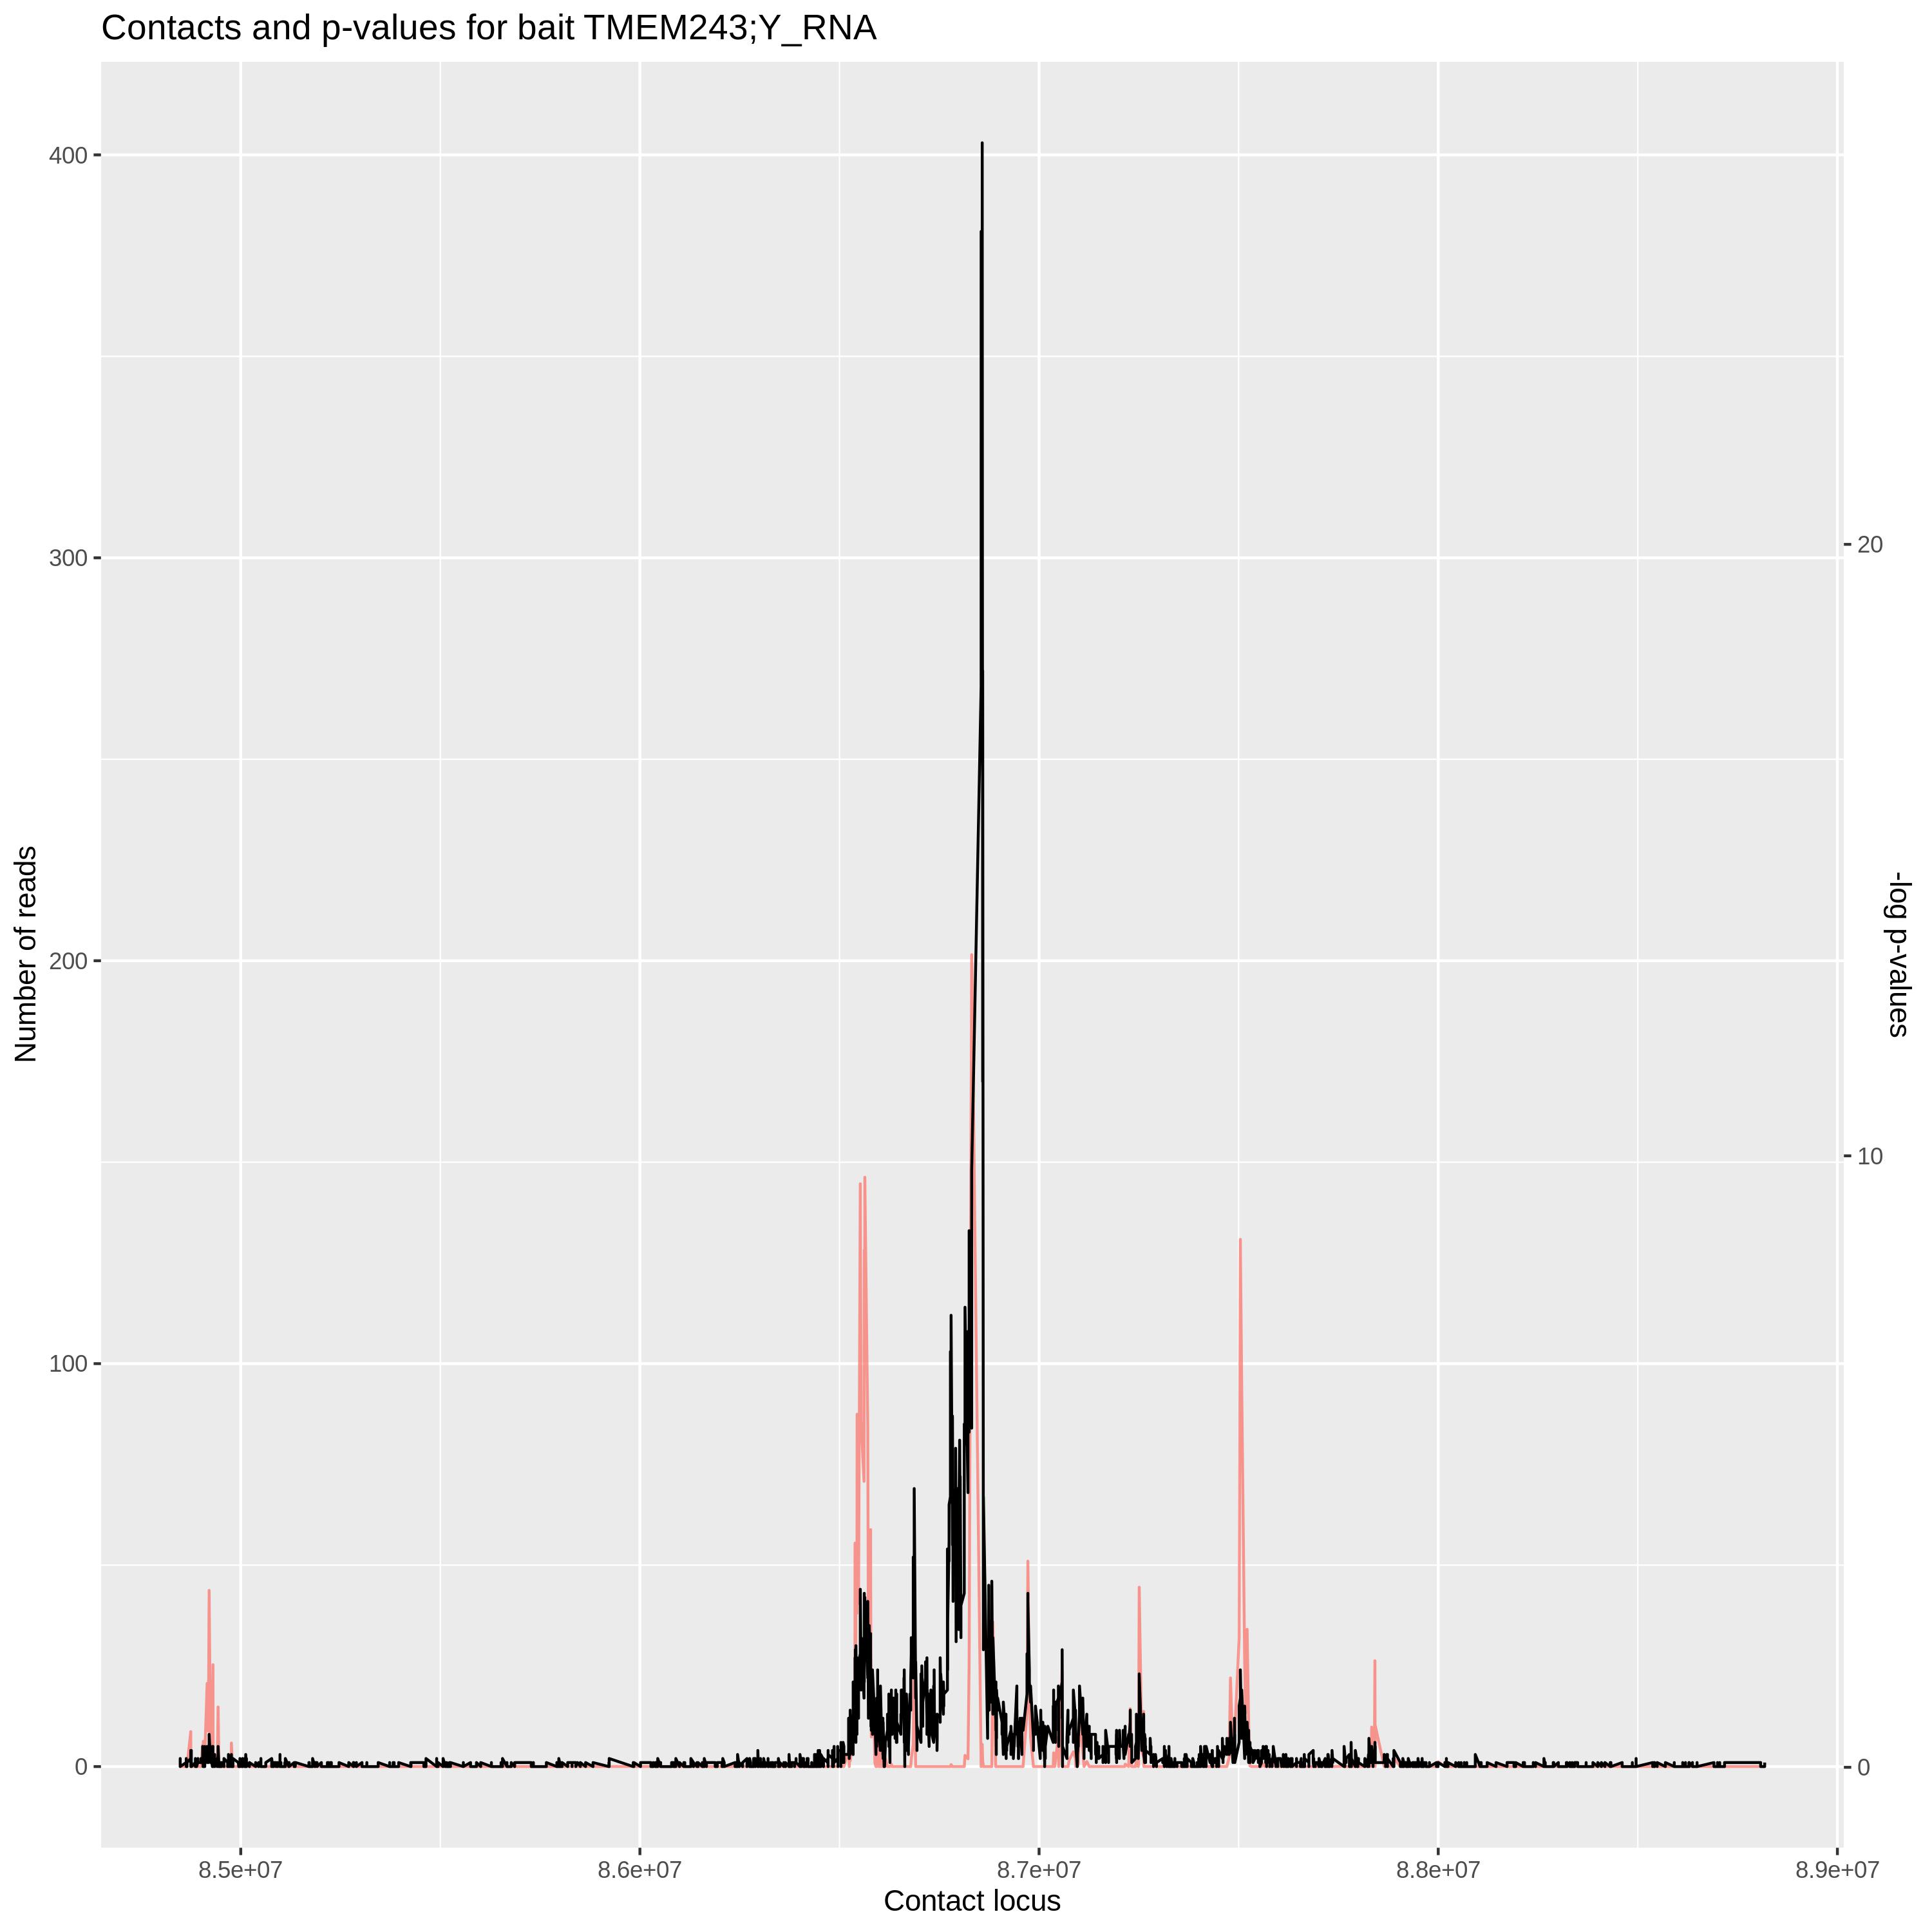 Contacts and p-values for bait TMEM243;Y_RNA
400
300
200
100
0
Number of reads
20
10
0
-log p-values
8.5e+07
8.6e+07
8.7e+07
8.8e+07
8.9e+07
Contact locus